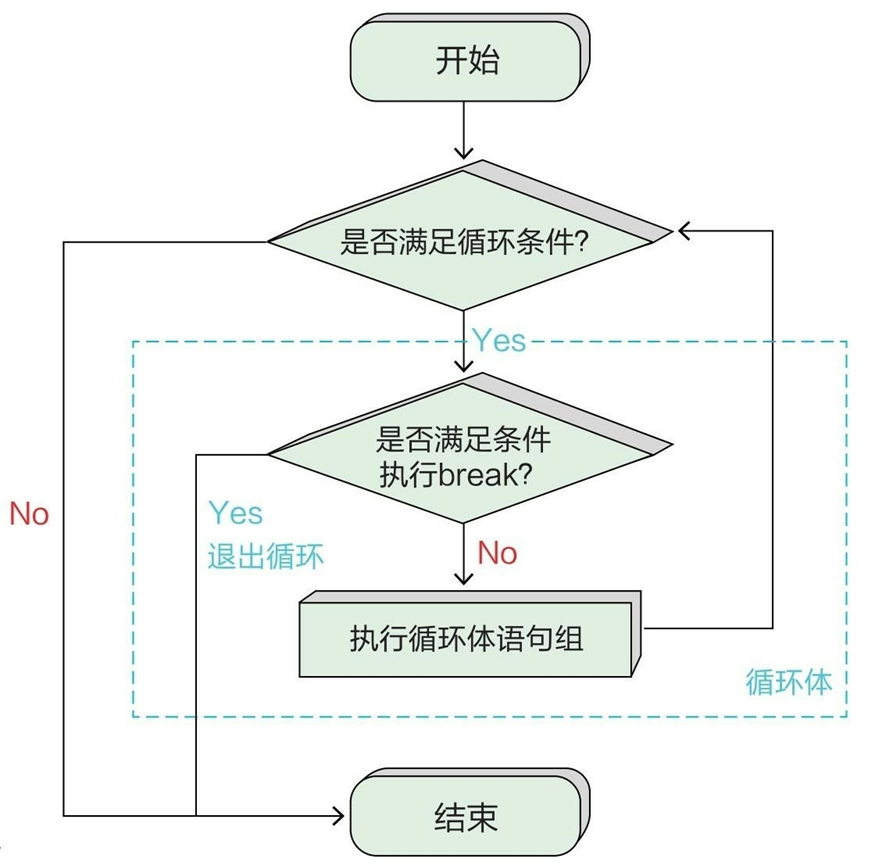 开始
是否满足循环条件?
Yes
是否满足条件
执行break?
No
Yes
退出循环
No
执行循环体语句组
循环体
结束